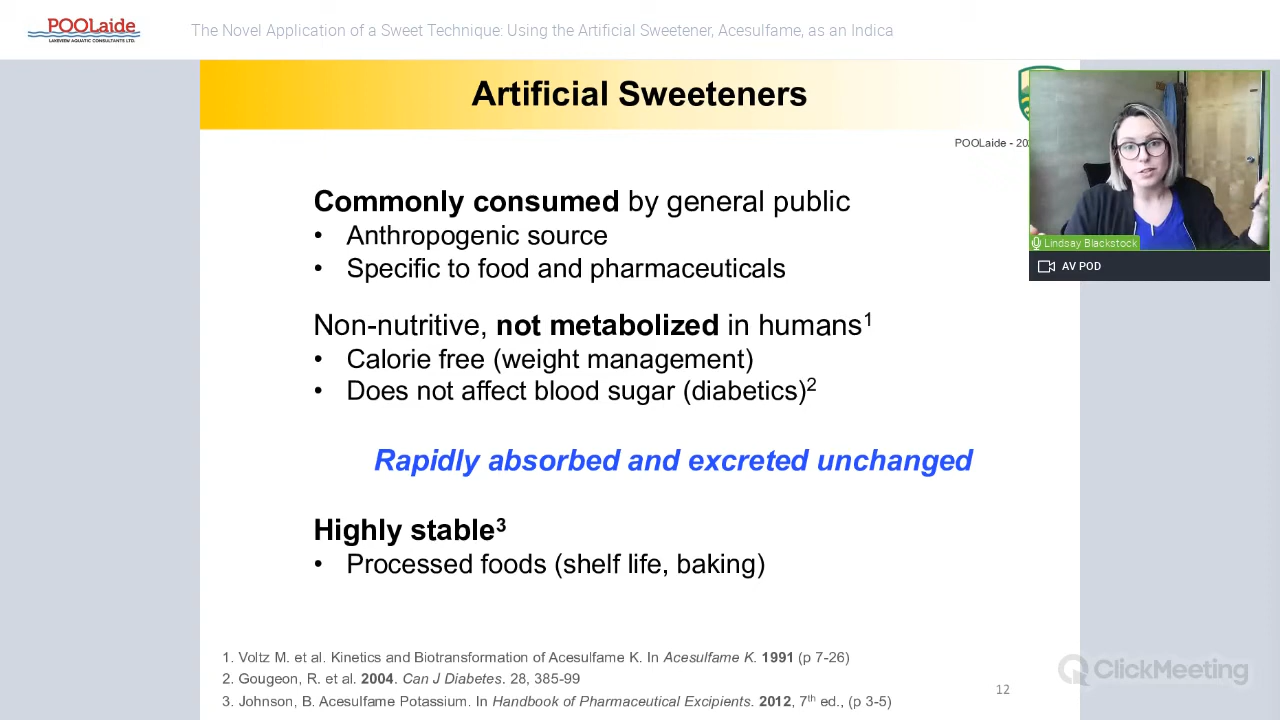 POOLaide
LAKEVIEW AQUATIC CONSULTANTS LTD.
The Novel Application of a Sweet Technique: Using the Artificial Sweetener, Acesulfame, as an Indica
Artificial Sweeteners
POOLaide - 20
Commonly consumed by general public
• Anthropogenic source
• Specific to food and pharmaceuticals
Non-nutritive, not metabolized in humans1
• Calorie free (weight management)
• Does not affect blood sugar (diabetics)2
Rapidly absorbed and excreted unchanged
Highly stable3
• Processed foods (shelf life, baking)
1. Voltz M. et al. Kinetics and Biotransformation of Acesulfame K. In Acesulfame K. 1991 (p 7-26)
2. Gougeon, R. et al. 2004. Can J Diabetes. 28, 385-99
3. Johnson, B. Acesulfame Potassium. In Handbook of Pharmaceutical Excipients. 2012, 7th ed., (p 3-5)
12
Lindsay Blackstock
AV POD
ClickMeeting